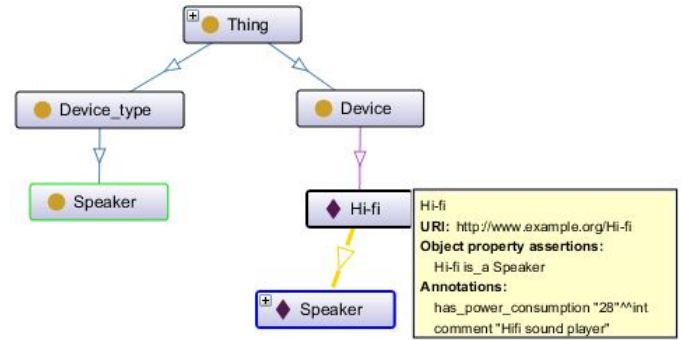 Thing
Device_type
Device
Speaker
Hi-fi
Speaker
Hi-fi
URI: http://www.example.org/Hi-fi
Object property assertions:
Hi-fi is_a Speaker
Annotations:
has_power_consumption "28"^^int
comment "Hifi sound player"